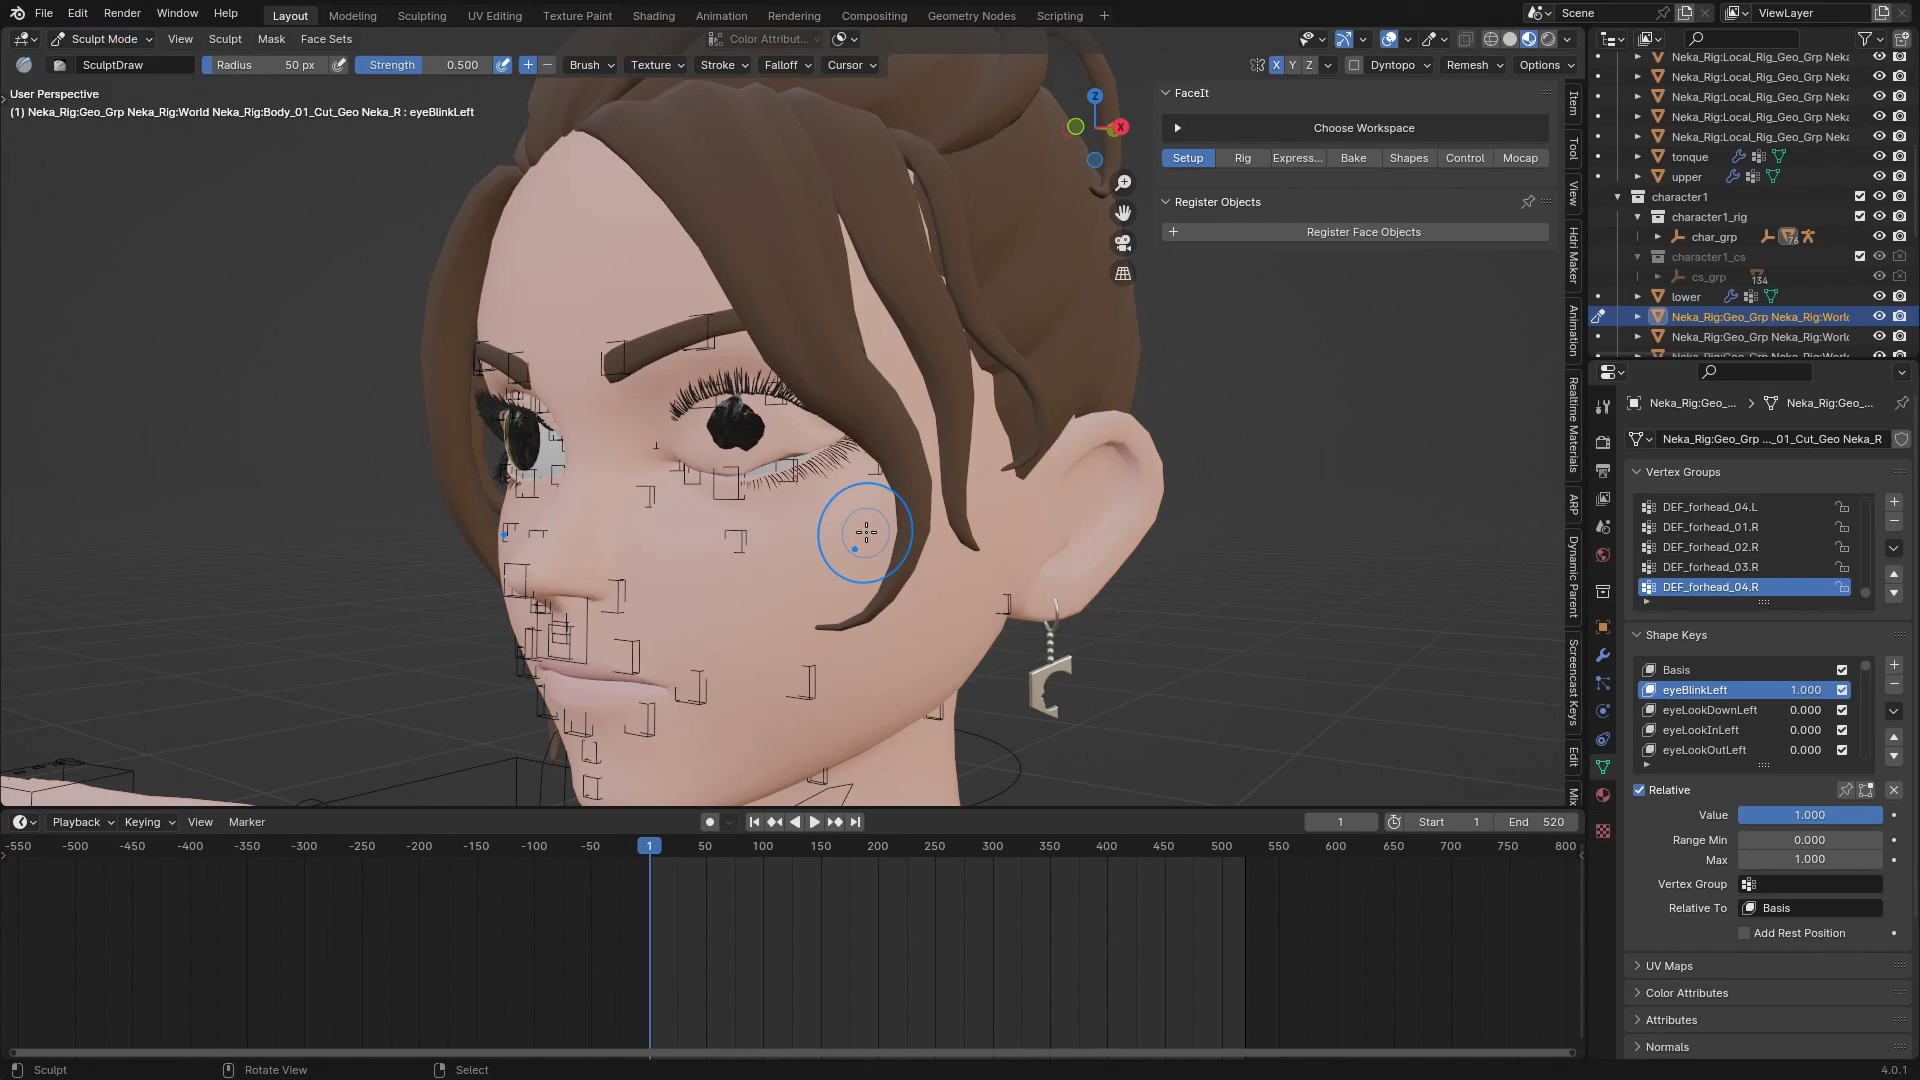 File Edit Render Window Help Layout Modeling Sculpting UV Editing Texture Paint Shading Animation Rendering Compositing Geometry Nodes Scripting + Scene ViewLayer
Sculpt Mode View Sculpt Mask Face Sets Color Attribut...
SculptDraw Radius 50 px Strength 0.500 Brush Texture Stroke Falloff Cursor X Y Z Dyntopo Remesh Options
User Perspective
(1) Neka_Rig:Geo_Grp Neka_Rig:World Neka_Rig:Body_01_Cut_Geo Neka_R : eyeBlinkLeft
Z
X
FaceIt
Choose Workspace
Setup Rig Express... Bake Shapes Control Mocap
Register Objects
Register Face Objects
Item
Tool
View
Hdri Maker
Animation
Realtime Materials
ARP
Dynamic Parent
Screencast Keys
Edit
Mix
Neka_Rig:Local_Rig_Geo_Grp Neka
Neka_Rig:Local_Rig_Geo_Grp Neka
Neka_Rig:Local_Rig_Geo_Grp Neka
Neka_Rig:Local_Rig_Geo_Grp Neka
Neka_Rig:Local_Rig_Geo_Grp Neka
tonque
upper
character1
character1_rig
char_grp 76
character1_cs
cs_grp 134
lower
Neka_Rig:Geo_Grp Neka_Rig:World
Neka_Rig:Geo_Grp Neka_Rig:World
Neka_Rig:Geo_Grp Neka_Rig:World
Neka_Rig:Geo_... Neka_Rig:Geo_...
Neka_Rig:Geo_Grp ..._01_Cut_Geo Neka_R
Vertex Groups
DEF_forhead_04.L
DEF_forhead_01.R
DEF_forhead_02.R
DEF_forhead_03.R
DEF_forhead_04.R
Shape Keys
Basis
eyeBlinkLeft 1.000
eyeLookDownLeft 0.000
eyeLookInLeft 0.000
eyeLookOutLeft 0.000
Relative
Value 1.000
Range Min 0.000
Max 1.000
Vertex Group
Relative To Basis
Add Rest Position
UV Maps
Color Attributes
Attributes
Normals
Playback Keying View Marker 1 Start 1 End 520
-550 -500 -450 -400 -350 -300 -250 -200 -150 -100 -50 1 50 100 150 200 250 300 350 400 450 500 550 600 650 700 750 800
Sculpt Rotate View Select 4.0.1